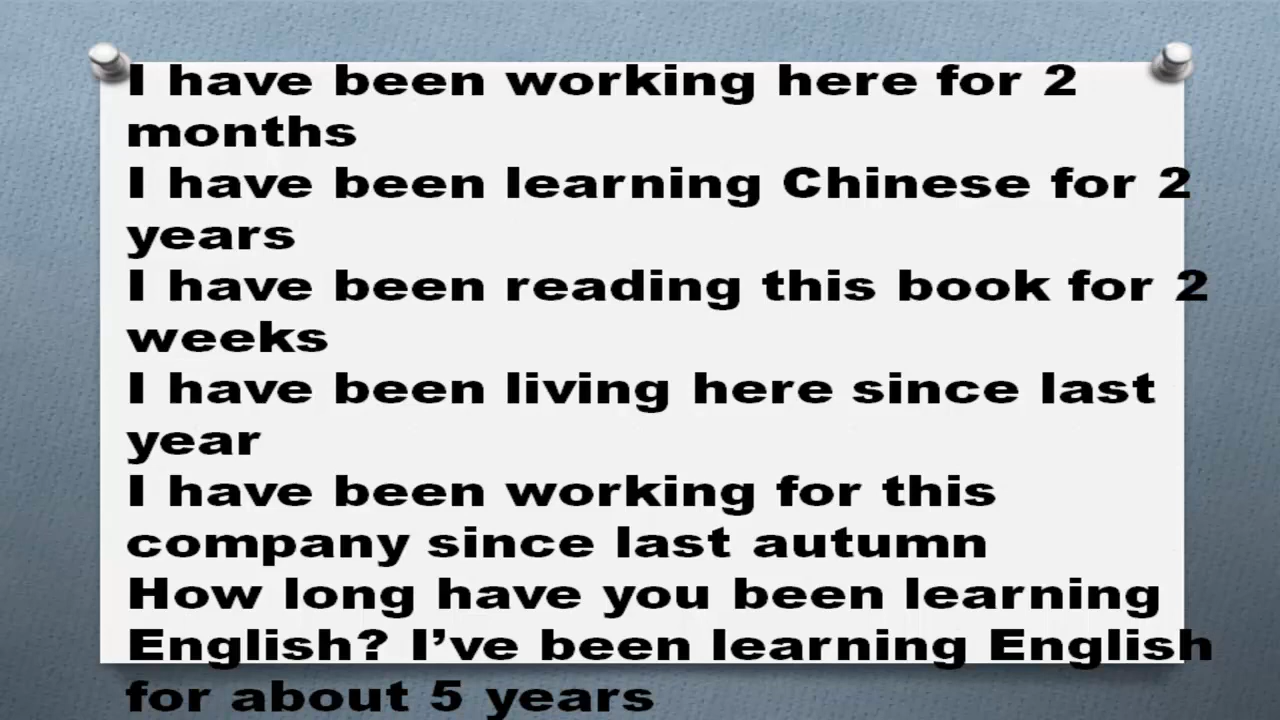 I have been working here for 2
months
I have been learning Chinese for 2
years
I have been reading this book for 2
weeks
I have been living here since last
year
I have been working for this
company since last autumn
How long have you been learning
English? I’ve been learning English
for about 5 years